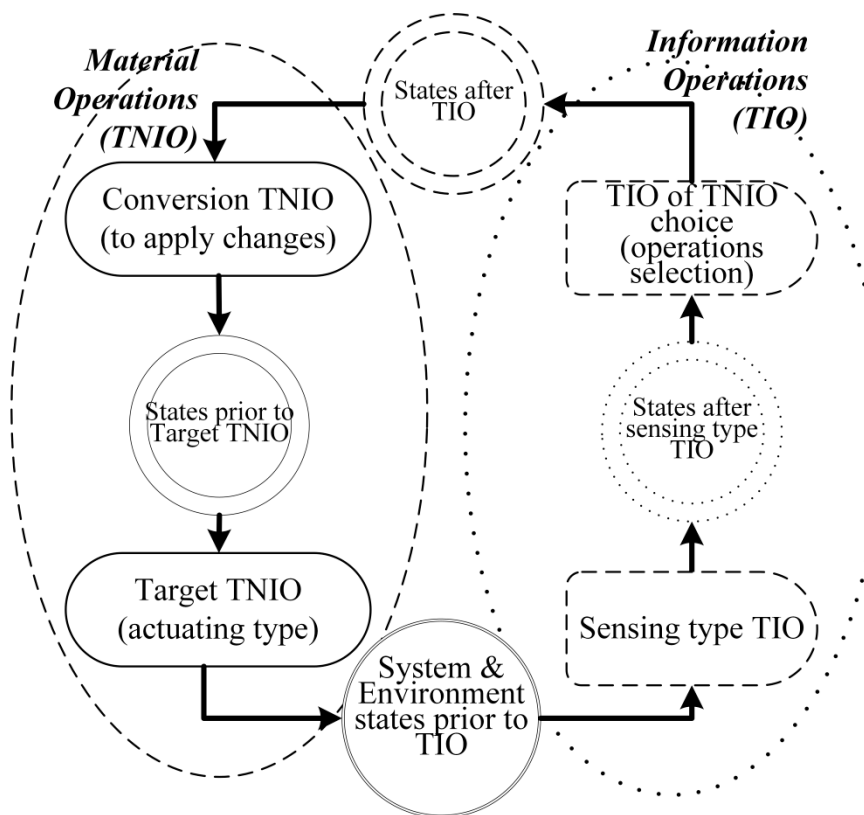 Material
Operations
(TNIO)
States after
TIO
Information
Operations
(TIO)
Conversion TNIO
(to apply changes)
TIO of TNIO
choice
(operations
selection)
States prior to
Target TNIO
States after
sensing type
TIO
Target TNIO
(actuating type)
System &
Environment
states prior to
TIO
Sensing type TIO